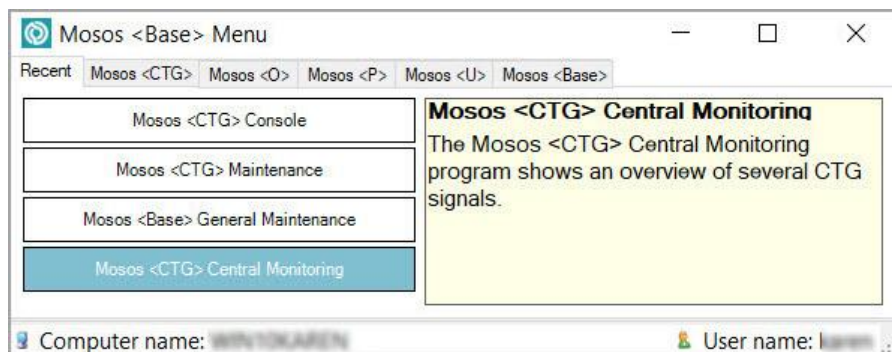 Mosos <Base> Menu
Recent Mosos <CTG> Mosos <O> Mosos <P> Mosos <U> Mosos <Base>
Mosos <CTG> Console
Mosos <CTG> Maintenance
Mosos <Base> General Maintenance
Mosos <CTG> Central Monitoring
Mosos <CTG> Central Monitoring
The Mosos <CTG> Central Monitoring
program shows an overview of several CTG
signals.
Computer name: User name: